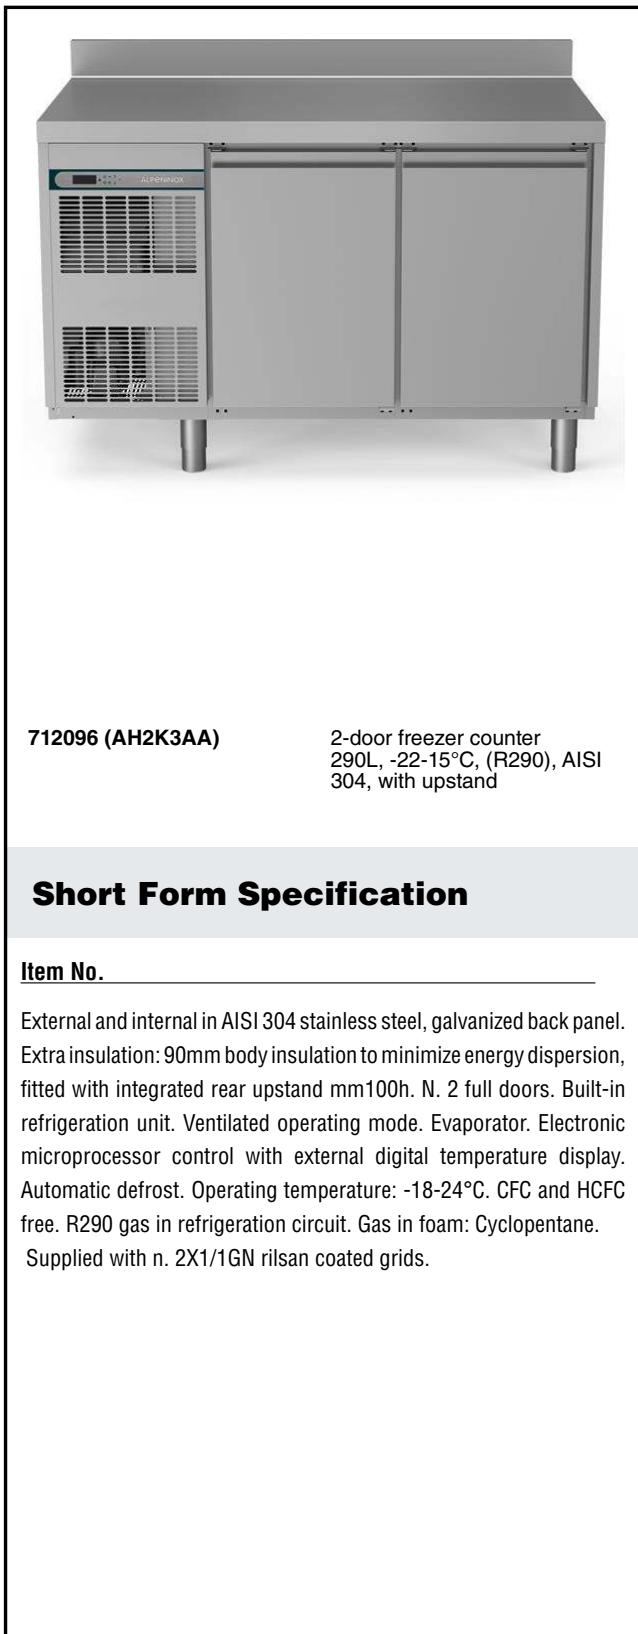 ALPENINOX
712096 (AH2K3AA)
2-door freezer counter
290L, -22-15°C, (R290), AISI
304, with upstand
Short Form Specification
Item No.
External and internal in AISI 304 stainless steel, galvanized back panel.
Extra insulation: 90mm body insulation to minimize energy dispersion,
fitted with integrated rear upstand mm100h. N. 2 full doors. Built-in
refrigeration unit. Ventilated operating mode. Evaporator. Electronic
microprocessor control with external digital temperature display.
Automatic defrost. Operating temperature: -18-24°C. CFC and HCFC
free. R290 gas in refrigeration circuit. Gas in foam: Cyclopentane.
Supplied with n. 2X1/1GN rilsan coated grids.